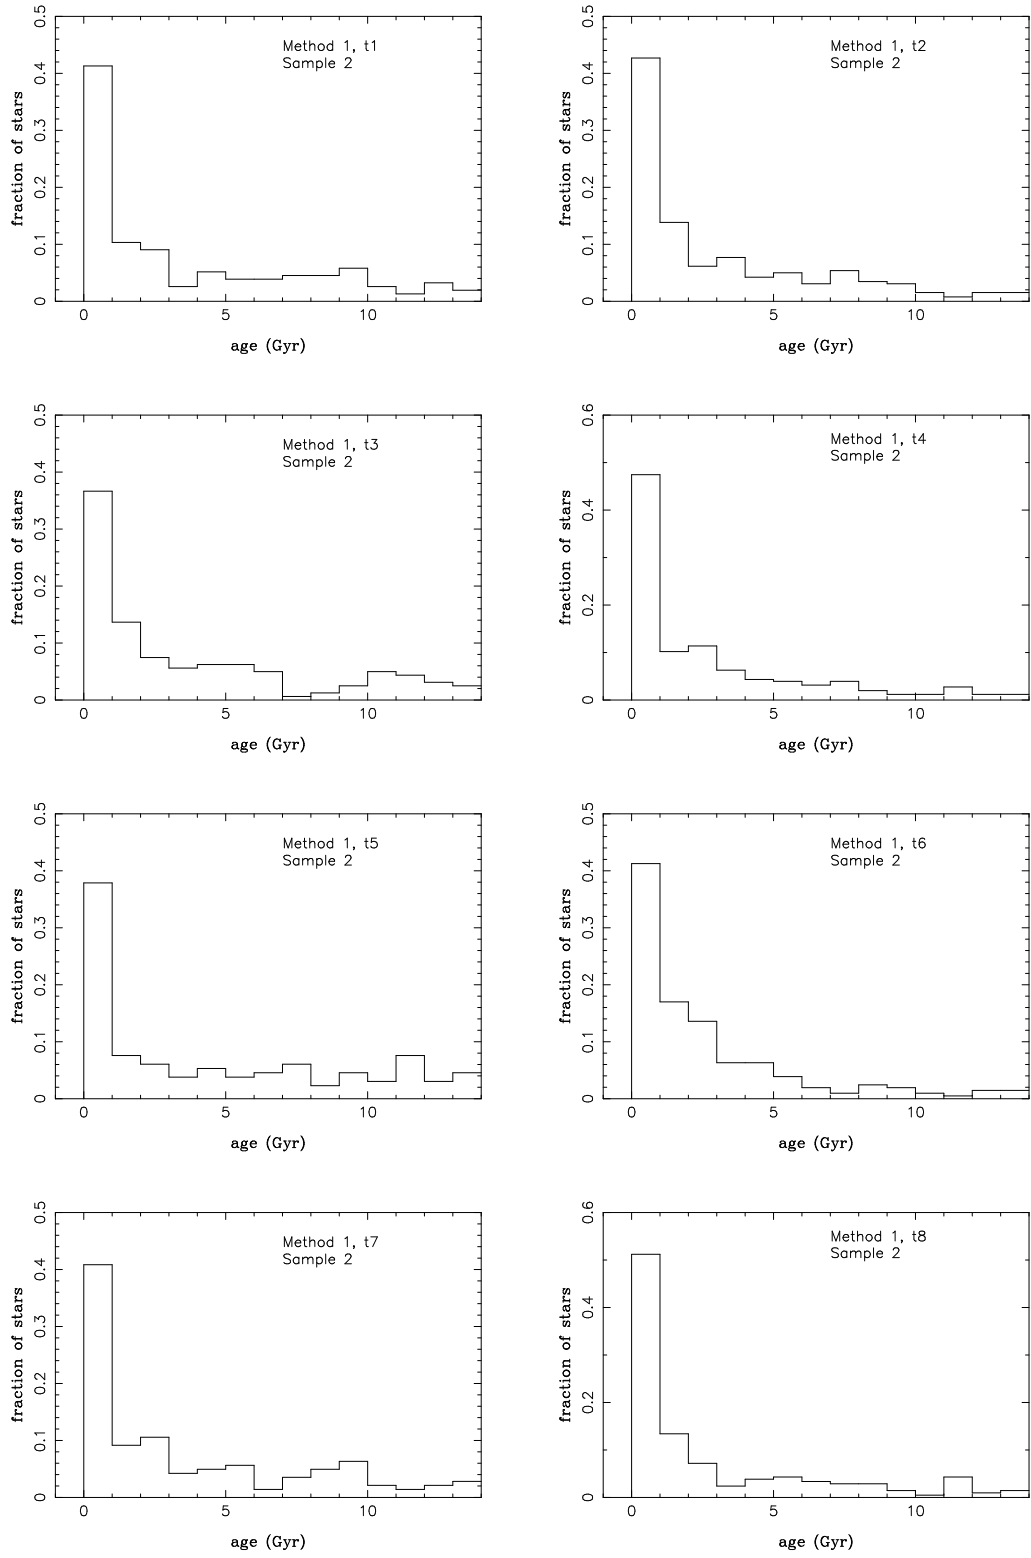 0.5
0.4
0.3
0.2
0.1
0
fraction of stars
Method 1, t1
Sample 2
0 5 10
age (Gyr)
0.5
0.4
0.3
0.2
0.1
0
fraction of stars
Method 1, t2
Sample 2
0 5 10
age (Gyr)
0.5
0.4
0.3
0.2
0.1
0
fraction of stars
Method 1, t3
Sample 2
0 5 10
age (Gyr)
0.6
0.4
0.2
0
fraction of stars
Method 1, t4
Sample 2
0 5 10
age (Gyr)
0.5
0.4
0.3
0.2
0.1
0
fraction of stars
Method 1, t5
Sample 2
0 5 10
age (Gyr)
0.5
0.4
0.3
0.2
0.1
0
fraction of stars
Method 1, t6
Sample 2
0 5 10
age (Gyr)
0.5
0.4
0.3
0.2
0.1
0
fraction of stars
Method 1, t7
Sample 2
0 5 10
age (Gyr)
0.6
0.4
0.2
0
fraction of stars
Method 1, t8
Sample 2
0 5 10
age (Gyr)